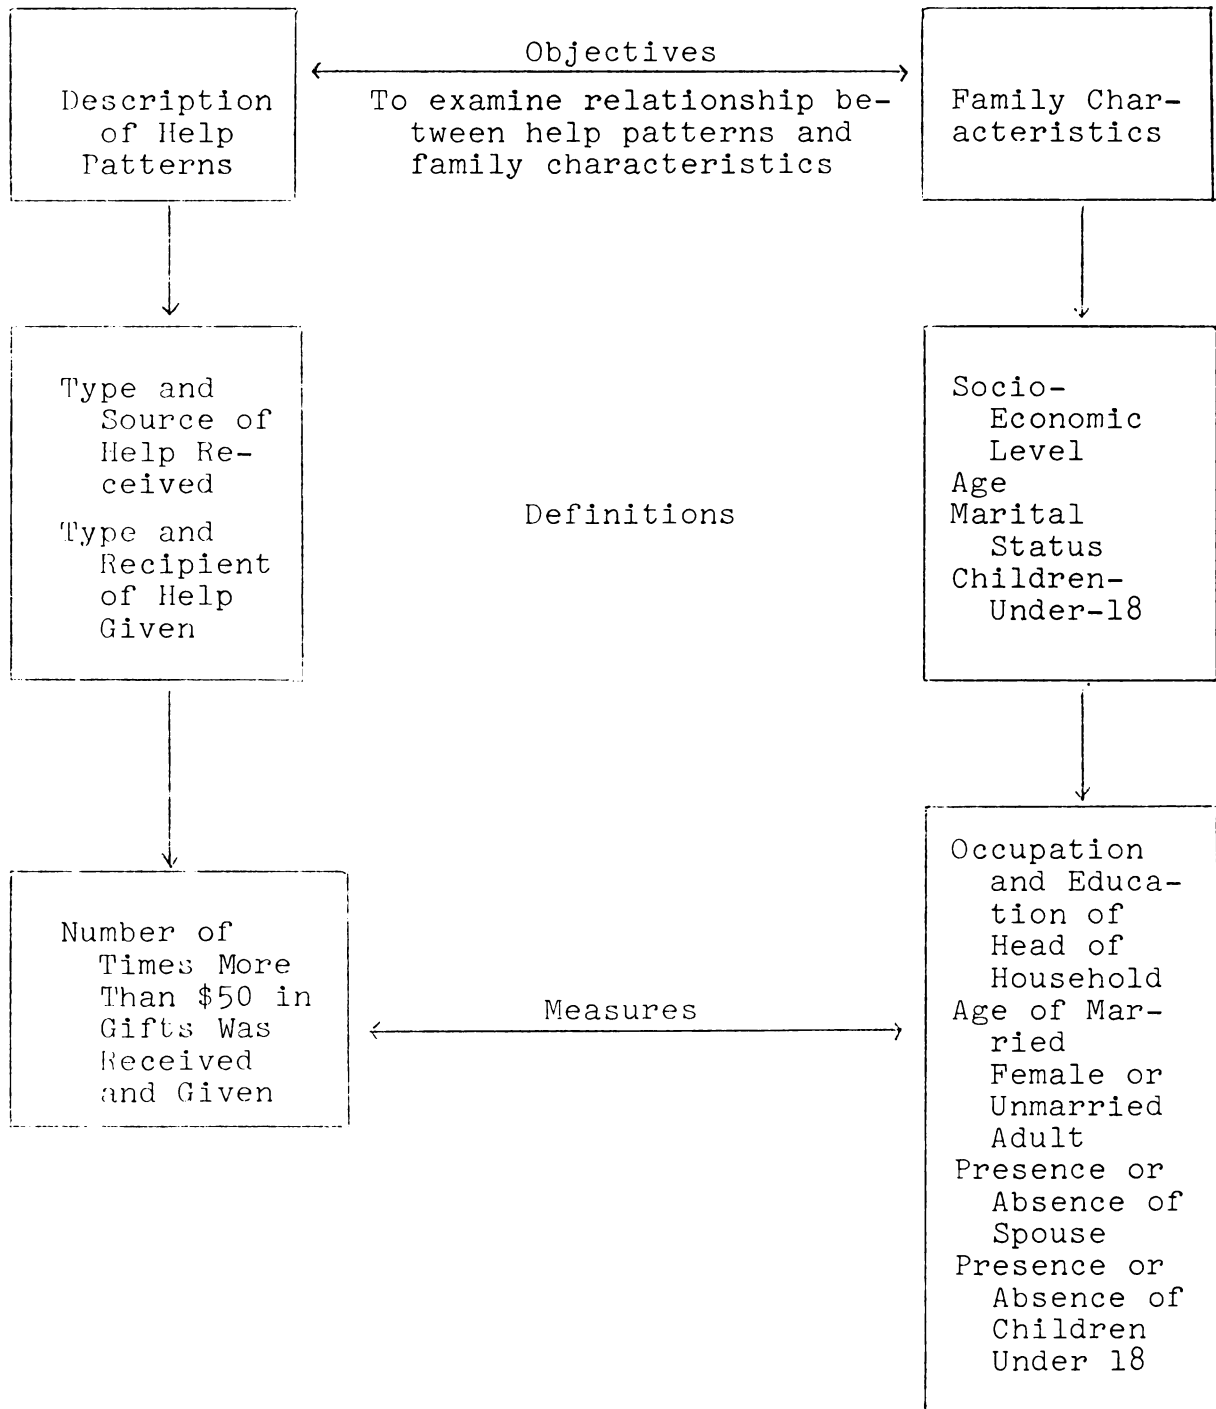 Objectives
Description
of Help
Patterns
To examine relationship be-
tween help patterns and
family characteristics
Family Char-
acteristics
Type and
Source of
Help Re-
ceived
Type and
Recipient
of Help
Given
Definitions
Socio-
Economic
Level
Age
Marital
Status
Children-
Under-18
Number of
Times More
Than $50 in
Gifts Was
Received
and Given
Measures
Occupation
and Educa-
tion of
Head of
Household
Age of Mar-
ried
Female or
Unmarried
Adult
Presence or
Absence of
Spouse
Presence or
Absence of
Children
Under 18